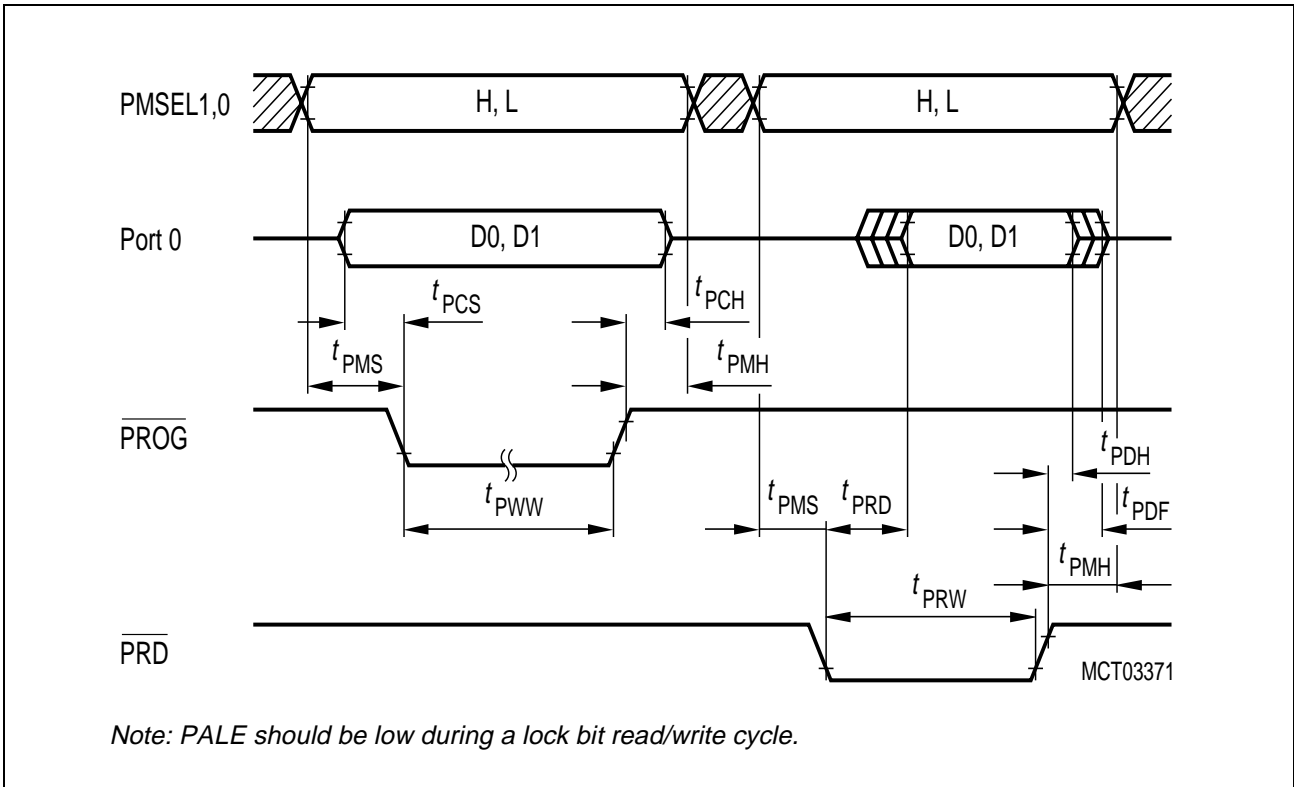 PMSEL1,0
H, L
H, L
Port 0
D0, D1
D0, D1
t PCS
t PCH
t PMS
t PMH
PROG
t PDH
t PWW
t PMS
t PRD
t PDF
t PMH
t PRW
PRD
MCT03371
Note: PALE should be low during a lock bit read/write cycle.